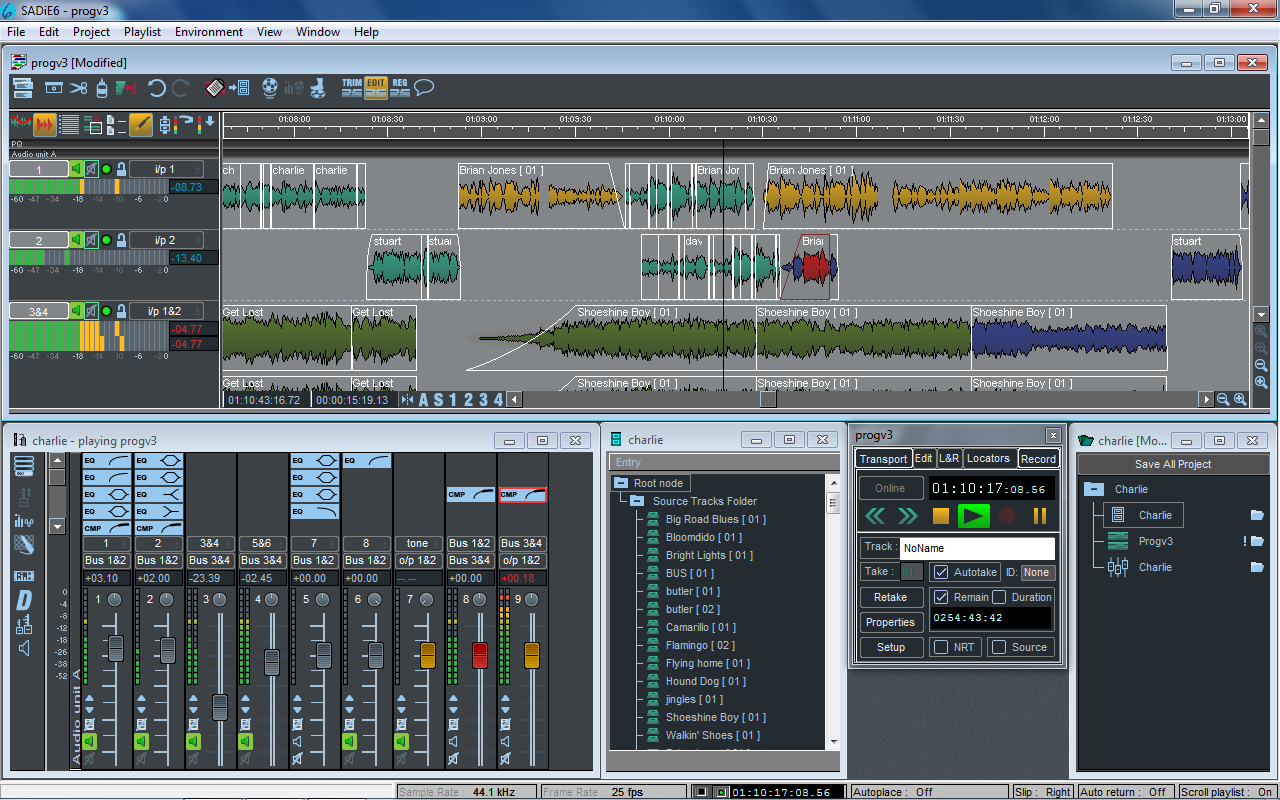 SADiE6 - progv3
File Edit Project Playlist Environment View Window Help
progv3 [Modified]
TRIM EDIT REG
01:08:00 01:08:30 01:09:00 01:09:30 01:10:00 01:10:30 01:11:00 01:11:30 01:12:00 01:12:30 01:13:00
PQ
Audio unit A
1 i/p 1
-08.73
-60 -47 -34 -18 -12 -6 -2 0
ch charlie charlie Brian Jones [ 01 ] Brian Jor Brian Jones [ 01 ]
2 i/p 2
-13.40
-60 -47 -34 -18 -12 -6 -2 0
stuart stuar dav Briar stuart
3&4 i/p 1&2
-04.77
-04.77
-60 -47 -34 -18 -12 -6 -2 0
Get Lost Get Lost Shoeshine Boy [ 01 ] Shoeshine Boy [ 01 ] Shoeshine Boy [ 01 ]
Get Lost Get Lost Shoeshine Boy [ 01 ] Shoeshine Boy [ 01 ] Shoeshine Boy [ 01 ]
01:10:43:16.72 00:00:15:19.13 A S 1 2 3 4
charlie - playing progv3
EQ EQ EQ EQ
EQ EQ EQ
EQ EQ EQ CMP CMP
EQ EQ EQ
CMP CMP
1 2 3&4 5&6 7 8 tone Bus 1&2 Bus 3&4
Bus 1&2 Bus 1&2 Bus 3&4 Bus 3&4 Bus 1&2 Bus 1&2 Bus 1&2 Bus 3&4 o/p 1&2
+03.10 +02.00 -23.39 -02.45 +00.00 +00.00 --.-- +00.00 +00.18
1 2 3 4 5 6 7 8 9
0
-4
-8
-12
-18
-26
-38
-52
D
Audio unit A
charlie
Entry
Root node
Source Tracks Folder
Big Road Blues [ 01 ]
Bloomdido [ 01 ]
Bright Lights [ 01 ]
BUS [ 01 ]
butler [ 01 ]
butler [ 02 ]
Camarillo [ 01 ]
Flamingo [ 02 ]
Flying home [ 01 ]
Hound Dog [ 01 ]
jingles [ 01 ]
Shoeshine Boy [ 01 ]
Walkin' Shoes [ 01 ]
progv3
Transport Edit L&R Locators Record
Online 01:10:17:08.56
Track : NoName
Take : 01 Autotake ID: None
Retake Remain Duration
Properties 0254:43:42
Setup NRT Source
charlie [Mo...
Save All Project
Charlie
Charlie
Progv3 !
Charlie
Sample Rate : 44.1 kHz Frame Rate : 25 fps 01:10:17:08.56 Autoplace : Off Slip : Right Auto return : Off Scroll playlist : On